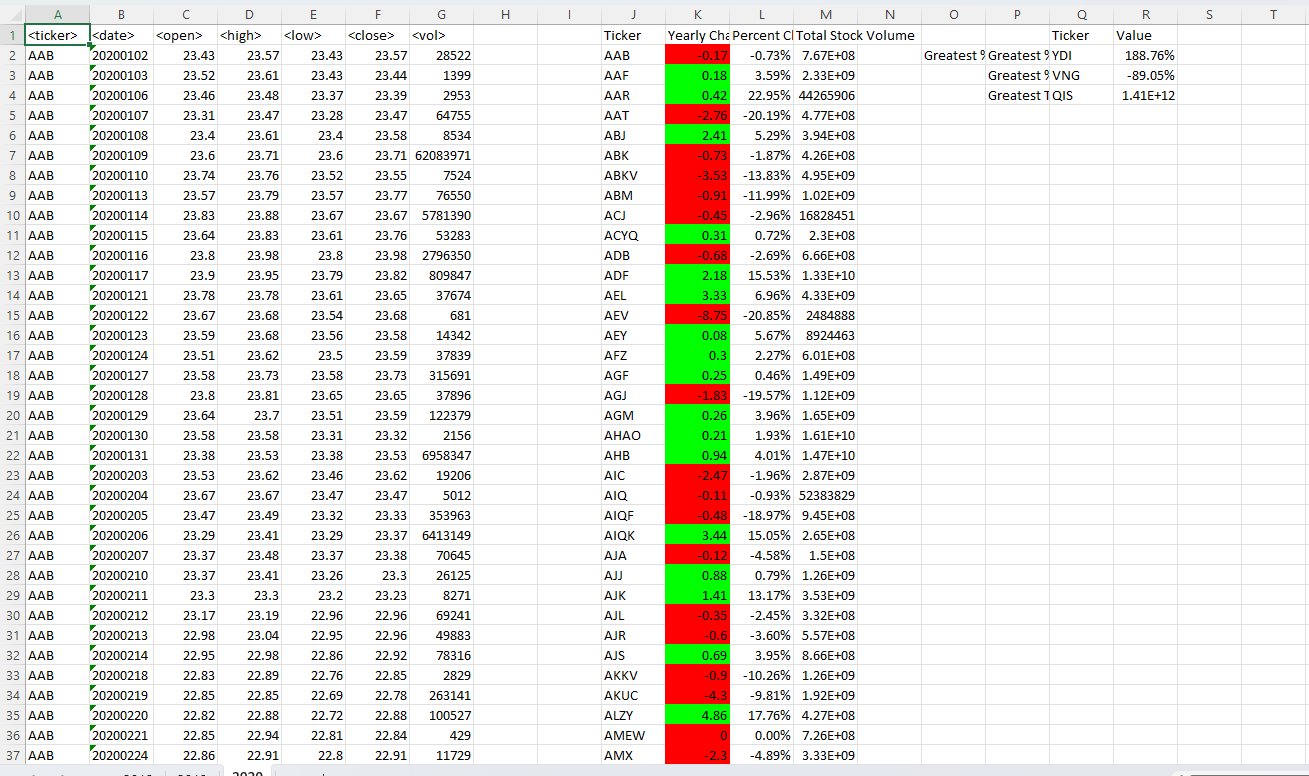 A B C D E F G H I J K L M N O P Q R S T
1 <ticker> <date> <open> <high> <low> <close> <vol> Ticker Yearly Cha Percent Cl Total Stock Volume Ticker Value
2 AAB 20200102 23.43 23.57 23.43 23.57 28522 AAB -0.17 -0.73% 7.67E+08 Greatest % Greatest % YDI 188.76%
3 AAB 20200103 23.52 23.61 23.43 23.44 1399 AAF 0.18 3.59% 2.33E+09 Greatest % VNG -89.05%
4 AAB 20200106 23.46 23.48 23.37 23.39 2953 AAR 0.42 22.95% 44265906 Greatest T QIS 1.41E+12
5 AAB 20200107 23.31 23.47 23.28 23.47 64755 AAT -2.76 -20.19% 4.77E+08
6 AAB 20200108 23.4 23.61 23.4 23.58 8534 ABJ 2.41 5.29% 3.94E+08
7 AAB 20200109 23.6 23.71 23.6 23.71 62083971 ABK -0.73 -1.87% 4.26E+08
8 AAB 20200110 23.74 23.76 23.52 23.55 7524 ABKV -3.53 -13.83% 4.95E+09
9 AAB 20200113 23.57 23.79 23.57 23.77 76550 ABM -0.91 -11.99% 1.02E+09
10 AAB 20200114 23.83 23.88 23.67 23.67 5781390 ACJ -0.45 -2.96% 16828451
11 AAB 20200115 23.64 23.83 23.61 23.76 53283 ACYQ 0.31 0.72% 2.3E+08
12 AAB 20200116 23.8 23.98 23.8 23.98 2796350 ADB -0.68 -2.69% 6.66E+08
13 AAB 20200117 23.9 23.95 23.79 23.82 809847 ADF 2.18 15.53% 1.33E+10
14 AAB 20200121 23.78 23.78 23.61 23.65 37674 AEL 3.33 6.96% 4.33E+09
15 AAB 20200122 23.67 23.68 23.54 23.68 681 AEV -8.75 -20.85% 2484888
16 AAB 20200123 23.59 23.68 23.56 23.58 14342 AEY 0.08 5.67% 8924463
17 AAB 20200124 23.51 23.62 23.5 23.59 37839 AFZ 0.3 2.27% 6.01E+08
18 AAB 20200127 23.58 23.73 23.58 23.73 315691 AGF 0.25 0.46% 1.49E+09
19 AAB 20200128 23.8 23.81 23.65 23.65 37896 AGJ -1.83 -19.57% 1.12E+09
20 AAB 20200129 23.64 23.7 23.51 23.59 122379 AGM 0.26 3.96% 1.65E+09
21 AAB 20200130 23.58 23.58 23.31 23.32 2156 AHAO 0.21 1.93% 1.61E+10
22 AAB 20200131 23.38 23.53 23.38 23.53 6958347 AHB 0.94 4.01% 1.47E+10
23 AAB 20200203 23.53 23.62 23.46 23.62 19206 AIC -2.47 -1.96% 2.87E+09
24 AAB 20200204 23.67 23.67 23.47 23.47 5012 AIQ -0.11 -0.93% 52383829
25 AAB 20200205 23.47 23.49 23.32 23.33 353963 AIQF -0.48 -18.97% 9.45E+08
26 AAB 20200206 23.29 23.41 23.29 23.37 6413149 AIQK 3.44 15.05% 2.65E+08
27 AAB 20200207 23.37 23.48 23.37 23.38 70645 AJA -0.12 -4.58% 1.5E+08
28 AAB 20200210 23.37 23.41 23.26 23.3 26125 AJJ 0.88 0.79% 1.26E+09
29 AAB 20200211 23.3 23.3 23.2 23.23 8271 AJK 1.41 13.17% 3.53E+09
30 AAB 20200212 23.17 23.19 22.96 22.96 69241 AJL -0.35 -2.45% 3.32E+08
31 AAB 20200213 22.98 23.04 22.95 22.96 49883 AJR -0.6 -3.60% 5.57E+08
32 AAB 20200214 22.95 22.98 22.86 22.92 78316 AJS 0.69 3.95% 8.66E+08
33 AAB 20200218 22.83 22.89 22.76 22.85 2829 AKKV -0.9 -10.26% 1.26E+09
34 AAB 20200219 22.85 22.85 22.69 22.78 263141 AKUC -4.3 -9.81% 1.92E+09
35 AAB 20200220 22.82 22.88 22.72 22.88 100527 ALZY 4.86 17.76% 4.27E+08
36 AAB 20200221 22.85 22.94 22.81 22.84 429 AMEW 0 0.00% 7.26E+08
37 AAB 20200224 22.86 22.91 22.8 22.91 11729 AMX -2.3 -4.89% 3.33E+09
2020